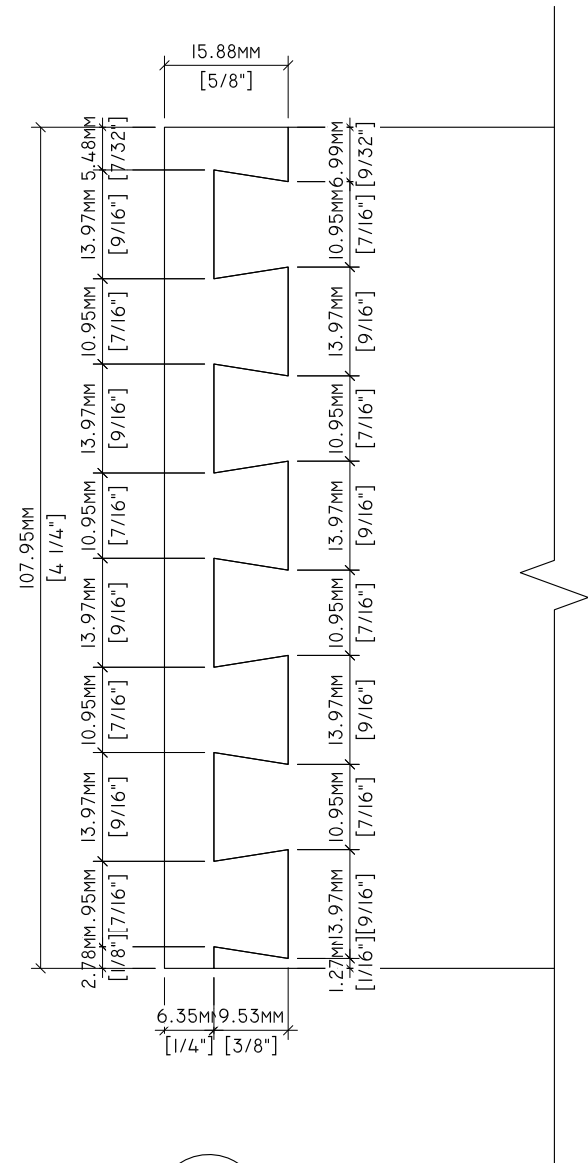 15.88MM
[5/8"]
5.48MM
[7/32"]
13.97MM
[9/16"]
10.95MM
[7/16"]
13.97MM
[9/16"]
10.95MM
[7/16"]
13.97MM
[9/16"]
10.95MM
[7/16"]
13.97MM
[9/16"]
.95MM
[7/16"]
2.78MM
[1/8"]
107.95MM
[4 1/4"]
6.99MM
[9/32"]
10.95MM
[7/16"]
13.97MM
[9/16"]
10.95MM
[7/16"]
13.97MM
[9/16"]
10.95MM
[7/16"]
13.97MM
[9/16"]
10.95MM
[7/16"]
13.97MM
[9/16"]
1.27M
[1/16"]
6.35M
[1/4"]
9.53MM
[3/8"]